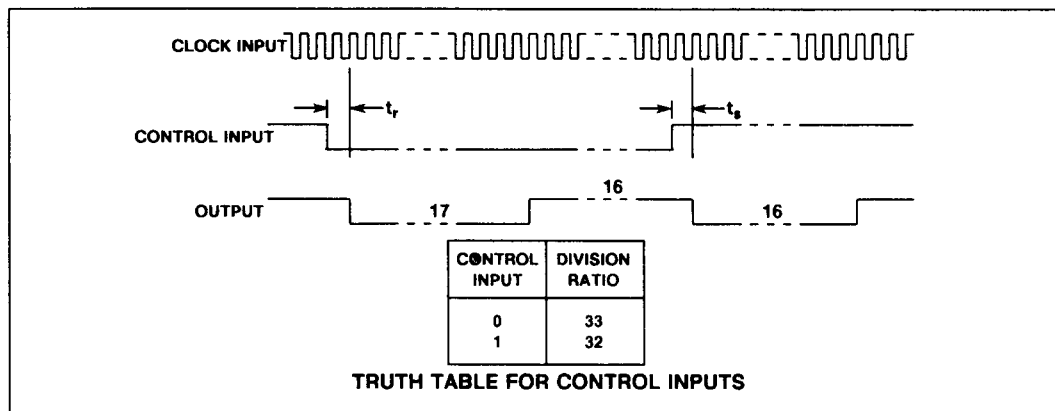 CLOCK INPUT
tr
ts
CONTROL INPUT
16
OUTPUT
17
16
CONTROL INPUT DIVISION RATIO
0 33
1 32
TRUTH TABLE FOR CONTROL INPUTS